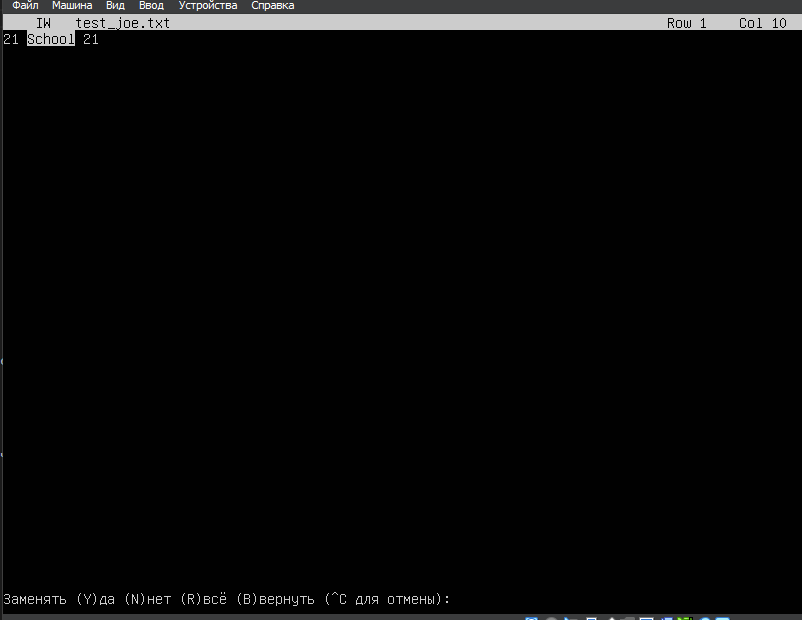 Файл Машина Вид Ввод Устройства Справка
IW test_joe.txt Row 1 Col 10
21 School 21
Заменять (Y)да (N)нет (R)всё (B)вернуть (^C для отмены):